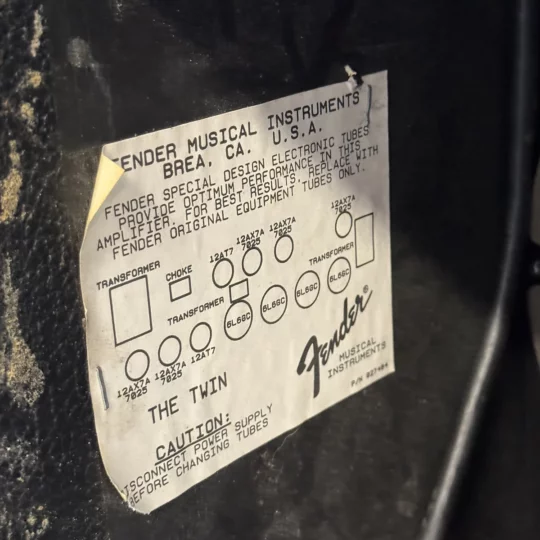 FENDER MUSICAL INSTRUMENTS
BREA, CA. U.S.A.
FENDER SPECIAL DESIGN ELECTRONIC TUBES
PROVIDE OPTIMUM PERFORMANCE IN THIS
AMPLIFIER. FOR BEST RESULTS, REPLACE WITH
FENDER ORIGINAL EQUIPMENT TUBES ONLY.
TRANSFORMER
CHOKE
12AT7
12AX7A
7025
12AX7A
7025
12AX7A
7025
TRANSFORMER
TRANSFORMER
6L6GC
6L6GC
6L6GC
6L6GC
12AX7A
7025
12AX7A
7025
12AT7
THE TWIN
Fender®
MUSICAL
INSTRUMENTS
CAUTION:
DISCONNECT POWER SUPPLY
BEFORE CHANGING TUBES
P/N